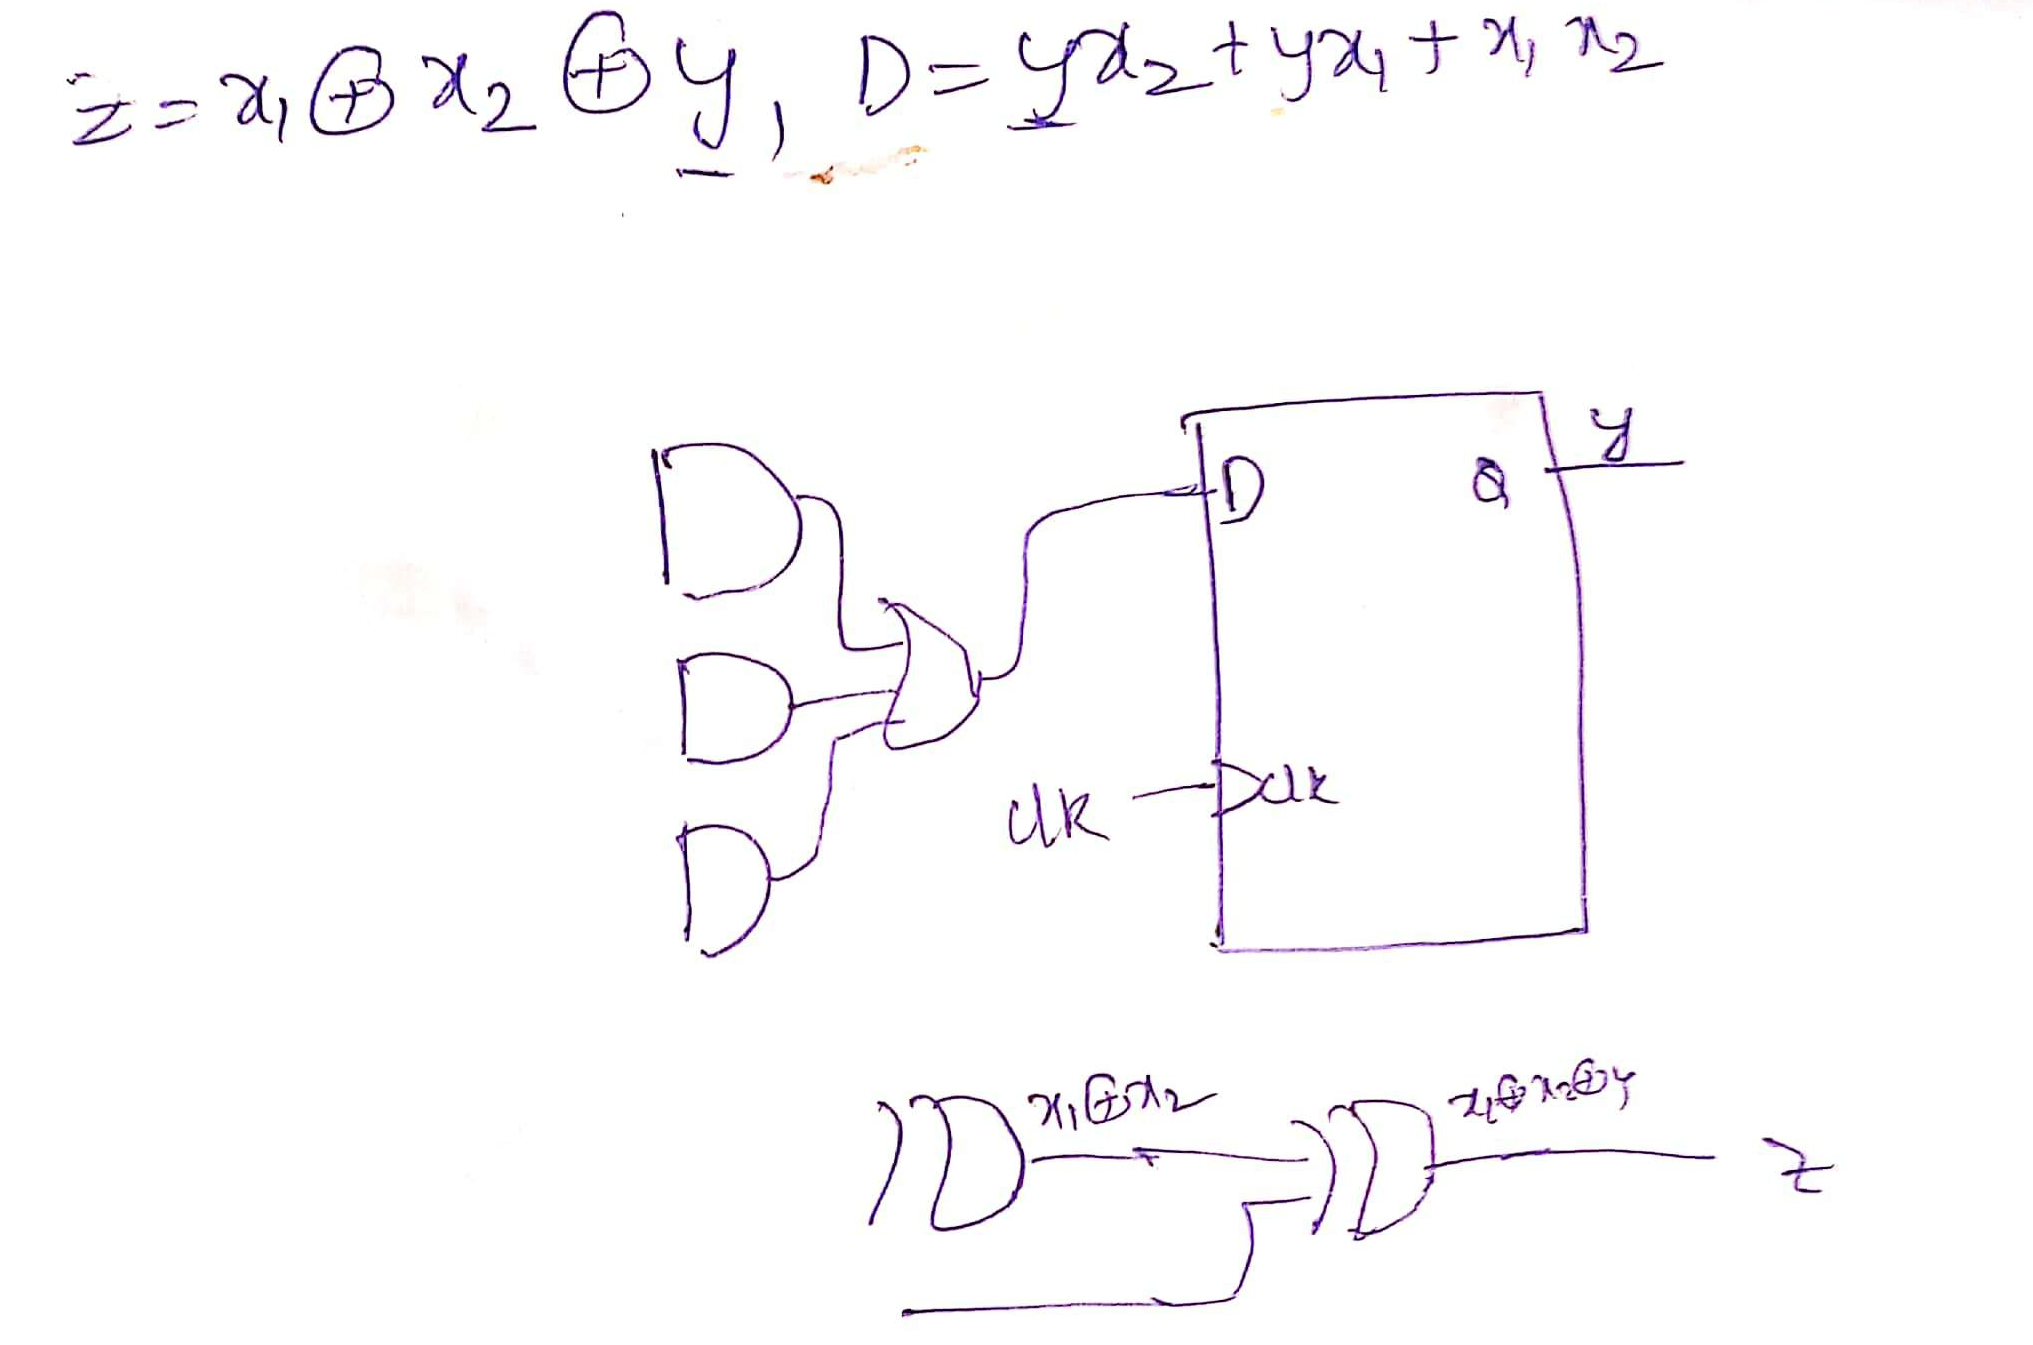 z = x₁ ⊕ x₂ ⊕ y, D = yx₂ + yx₁ + x₁ x₂
y
D Q
clk clk
x₁⊕x₂ x₁⊕x₂⊕y
z